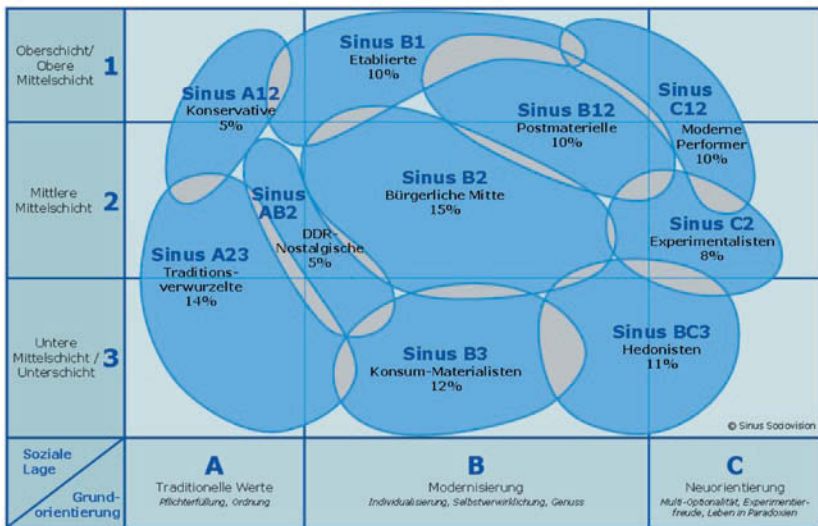 Oberschicht/
Obere
Mittelschicht
1
Mittlere
Mittelschicht
2
Untere
Mittelschicht /
Unterschicht
3
Sinus B1
Etablierte
10%
Sinus A12
Konservative
5%
Sinus B12
Postmaterielle
10%
Sinus
C12
Moderne
Performer
10%
Sinus B2
Bürgerliche Mitte
15%
Sinus
AB2
DDR-
Nostalgische
5%
Sinus A23
Traditions-
verwurzelte
14%
Sinus C2
Experimentalisten
8%
Sinus B3
Konsum-Materialisten
12%
Sinus BC3
Hedonisten
11%
© Sinus Sociovision
Soziale
Lage
Grund-
orientierung
A
Traditionelle Werte
Pflichterfüllung, Ordnung
B
Modernisierung
Individualisierung, Selbstverwirklichung, Genuss
C
Neuorientierung
Multi-Optionalität, Experimentier-
freude, Leben in Paradoxien